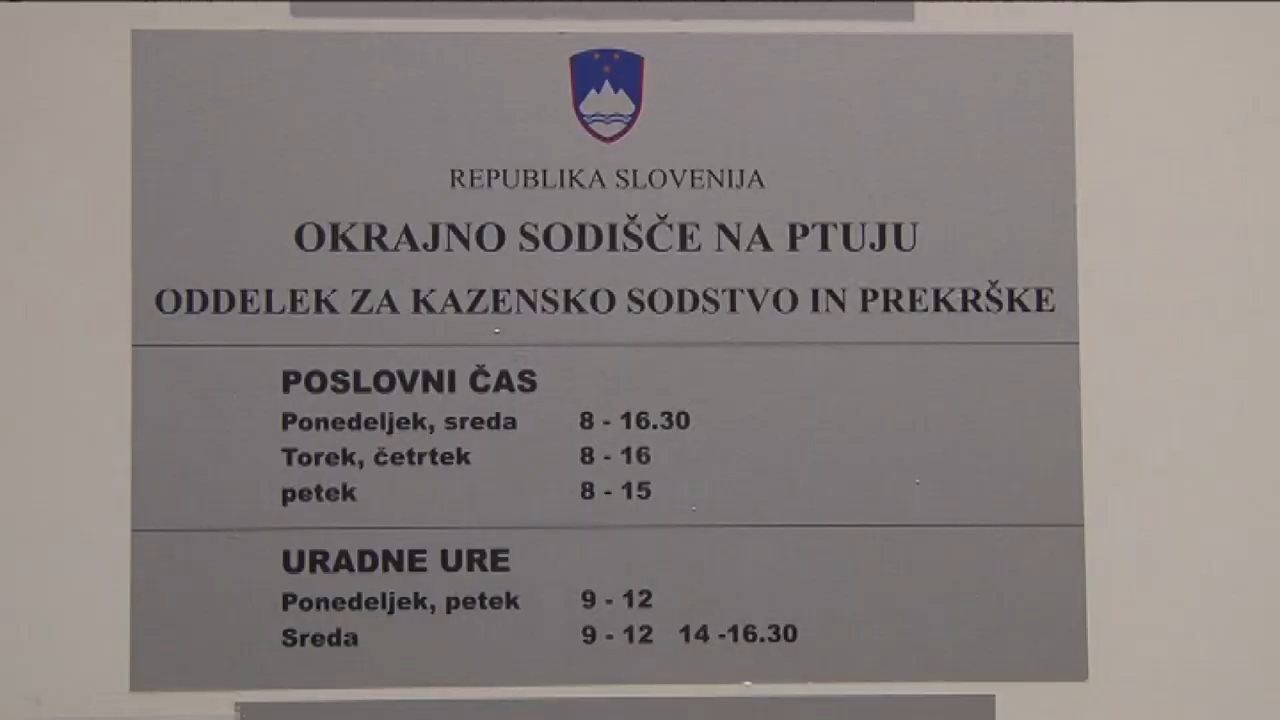 REPUBLIKA SLOVENIJA
OKRAJNO SODIŠČE NA PTUJU
ODDELEK ZA KAZENSKO SODSTVO IN PREKRŠKE
POSLOVNI ČAS
Ponedeljek, sreda 8 - 16.30
Torek, četrtek 8 - 16
petek 8 - 15
URADNE URE
Ponedeljek, petek 9 - 12
Sreda 9 - 12 14 -16.30